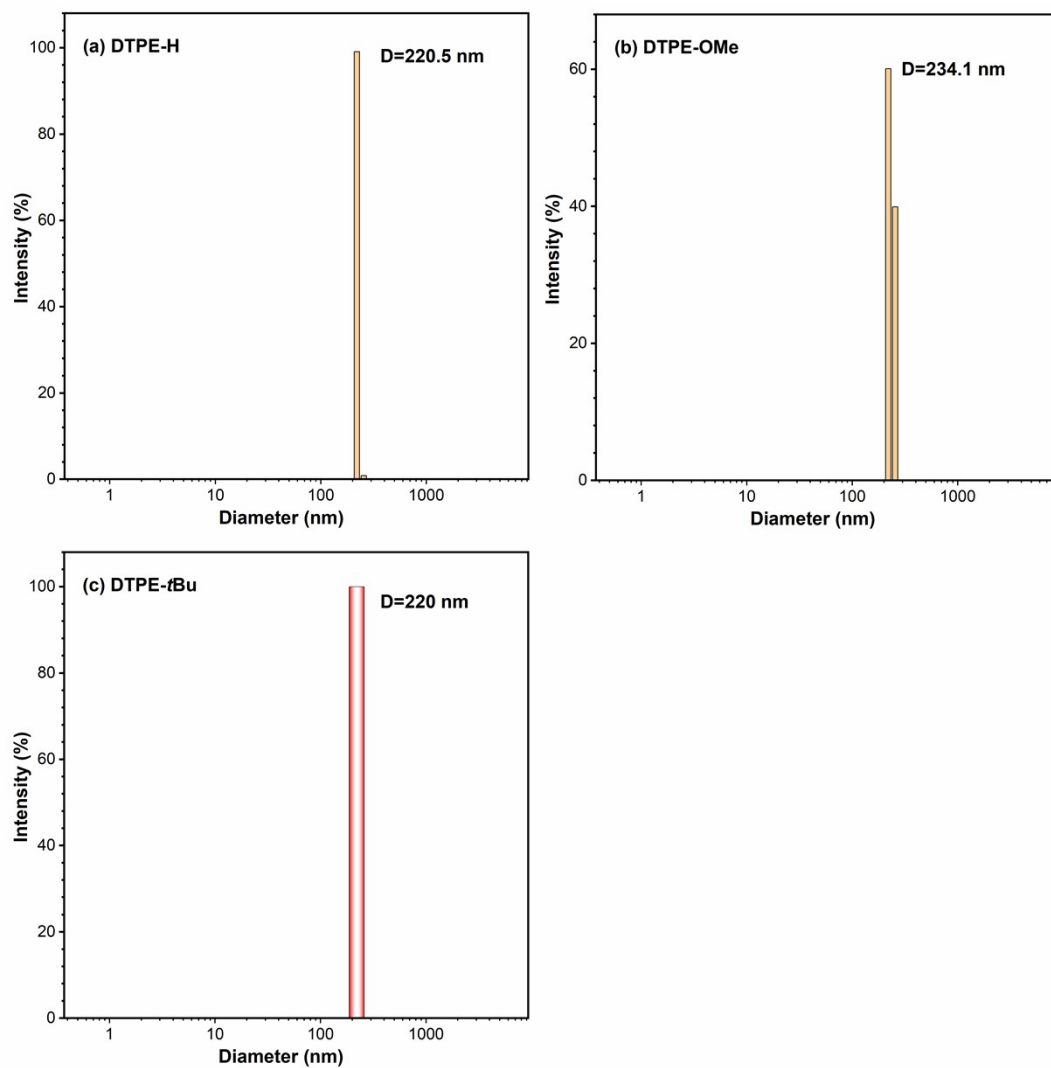 (a) DTPE-H
D=220.5 nm
100
80
60
40
20
0
1
10
100
1000
Intensity (%)
Diameter (nm)
(b) DTPE-OMe
D=234.1 nm
60
40
20
0
1
10
100
1000
Intensity (%)
Diameter (nm)
(c) DTPE-tBu
D=220 nm
100
80
60
40
20
0
1
10
100
1000
Intensity (%)
Diameter (nm)